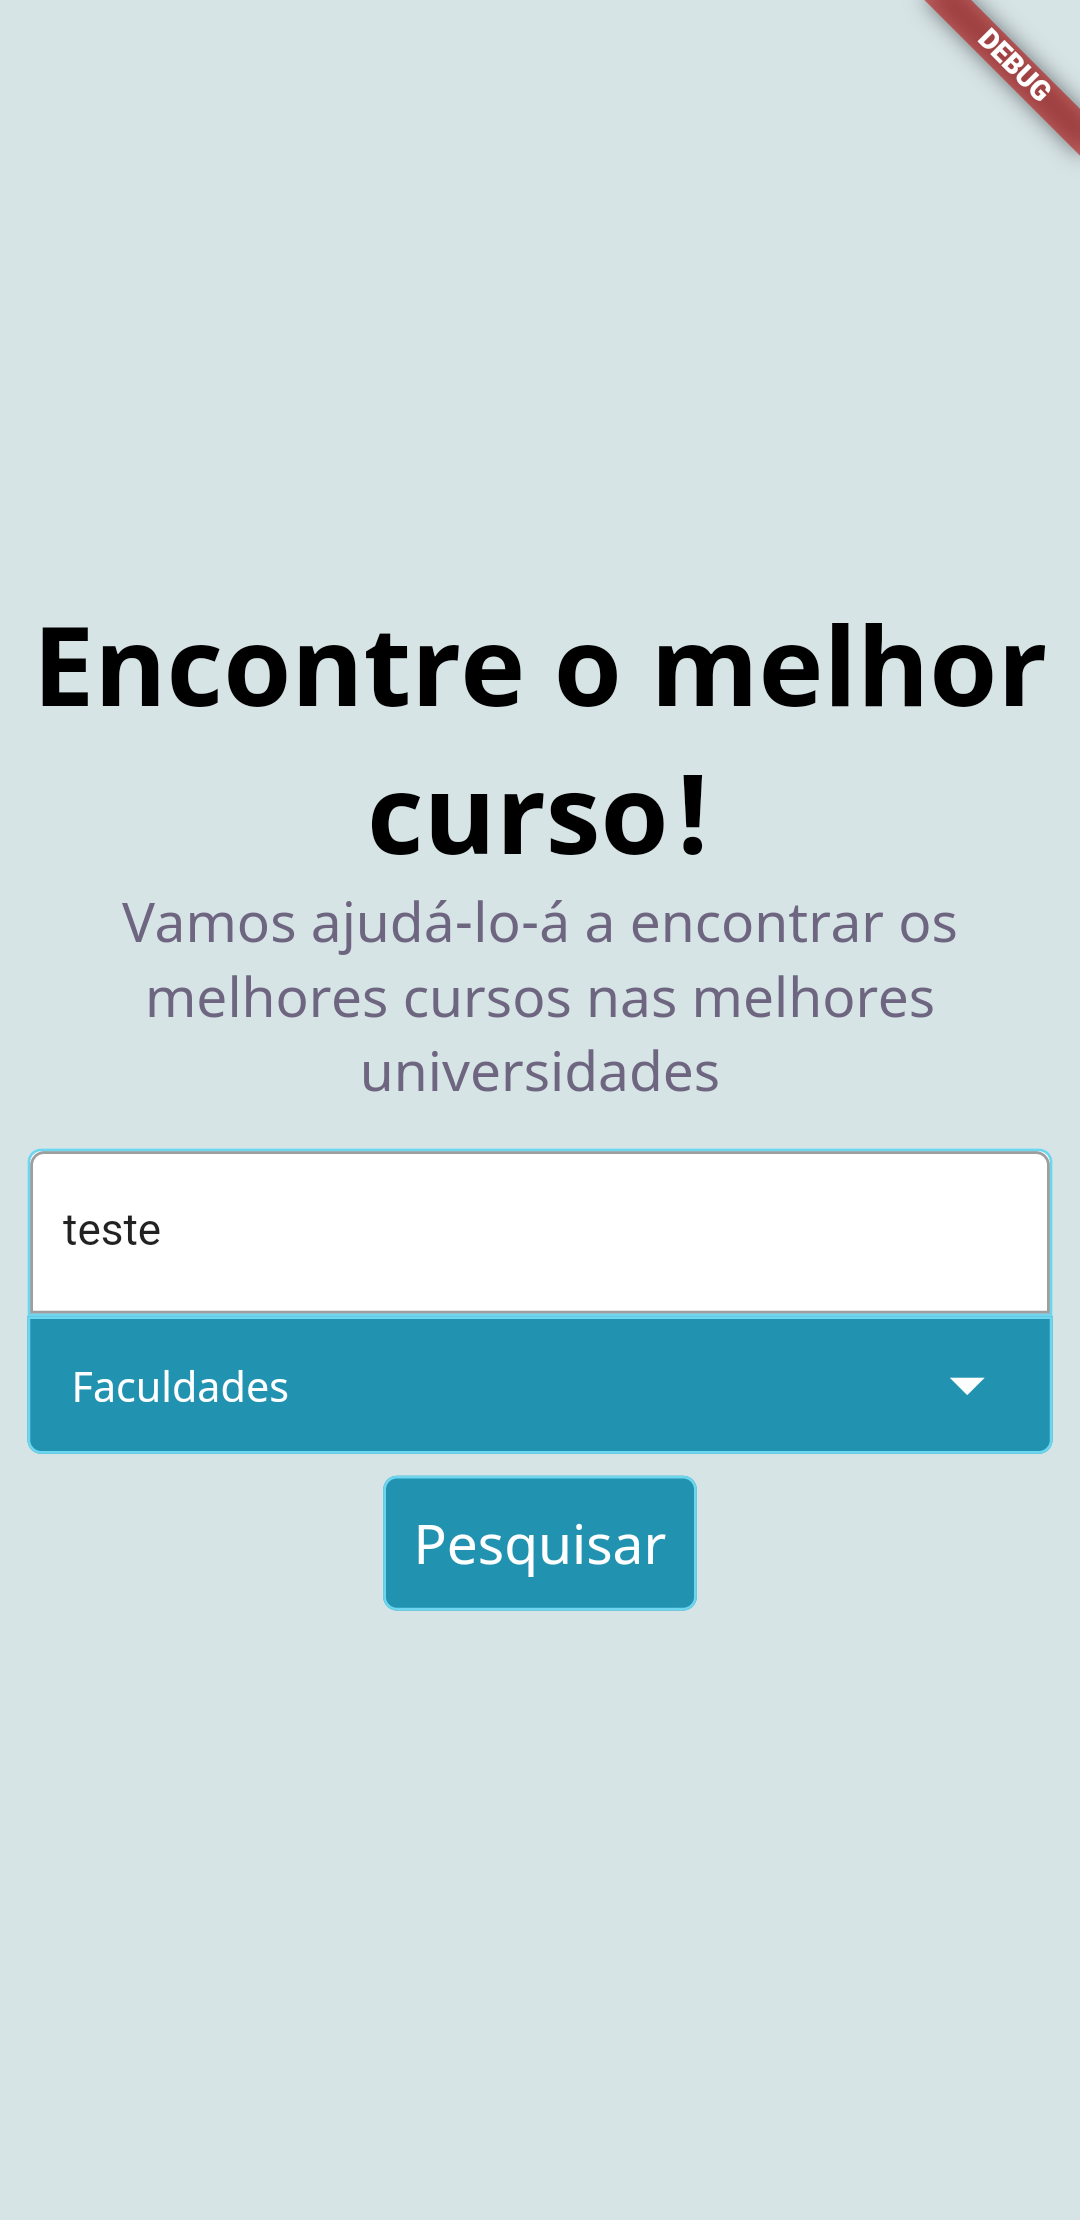 DEBUG
Encontre o melhor
curso!
Vamos ajudá-lo-á a encontrar os
melhores cursos nas melhores
universidades
teste
Faculdades
Pesquisar